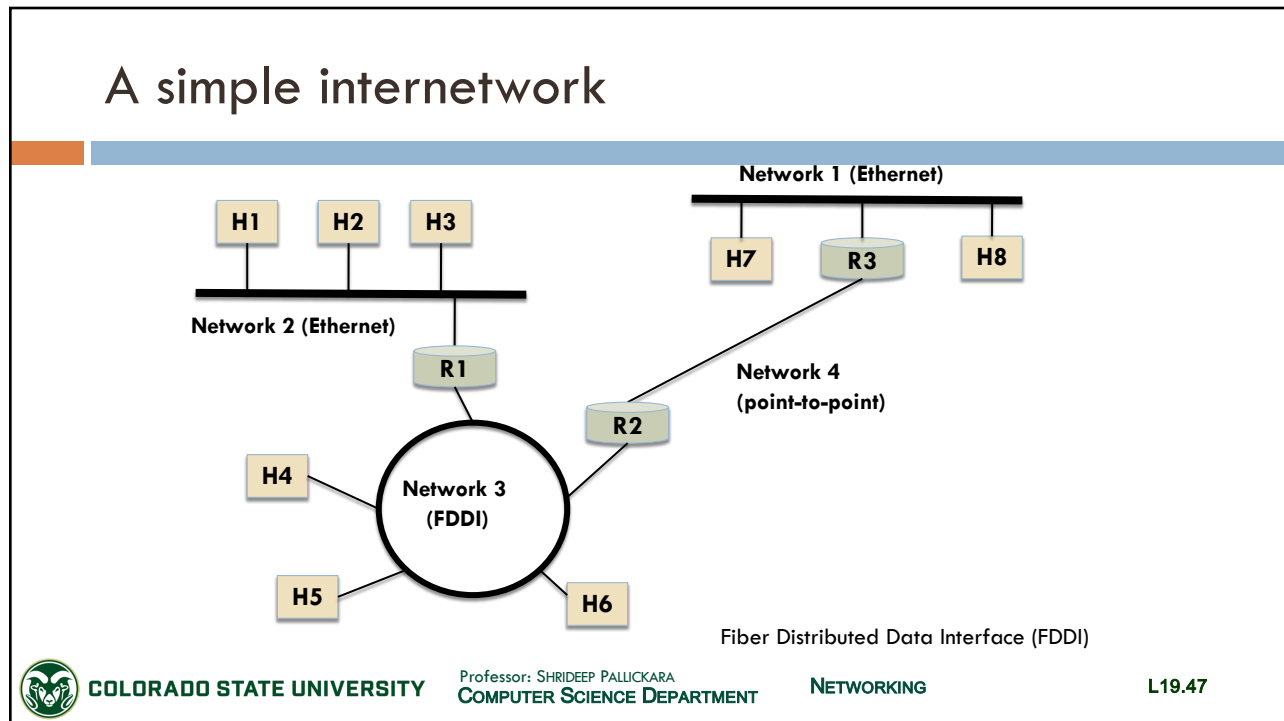 A simple internetwork
Network 1 (Ethernet)
H1
H2
H3
H7
R3
H8
Network 2 (Ethernet)
R1
Network 4
(point-to-point)
R2
H4
Network 3
(FDDI)
H5
H6
Fiber Distributed Data Interface (FDDI)
COLORADO STATE UNIVERSITY
Professor: SHRIDEEP PALLICKARA
COMPUTER SCIENCE DEPARTMENT
NETWORKING
L19.47